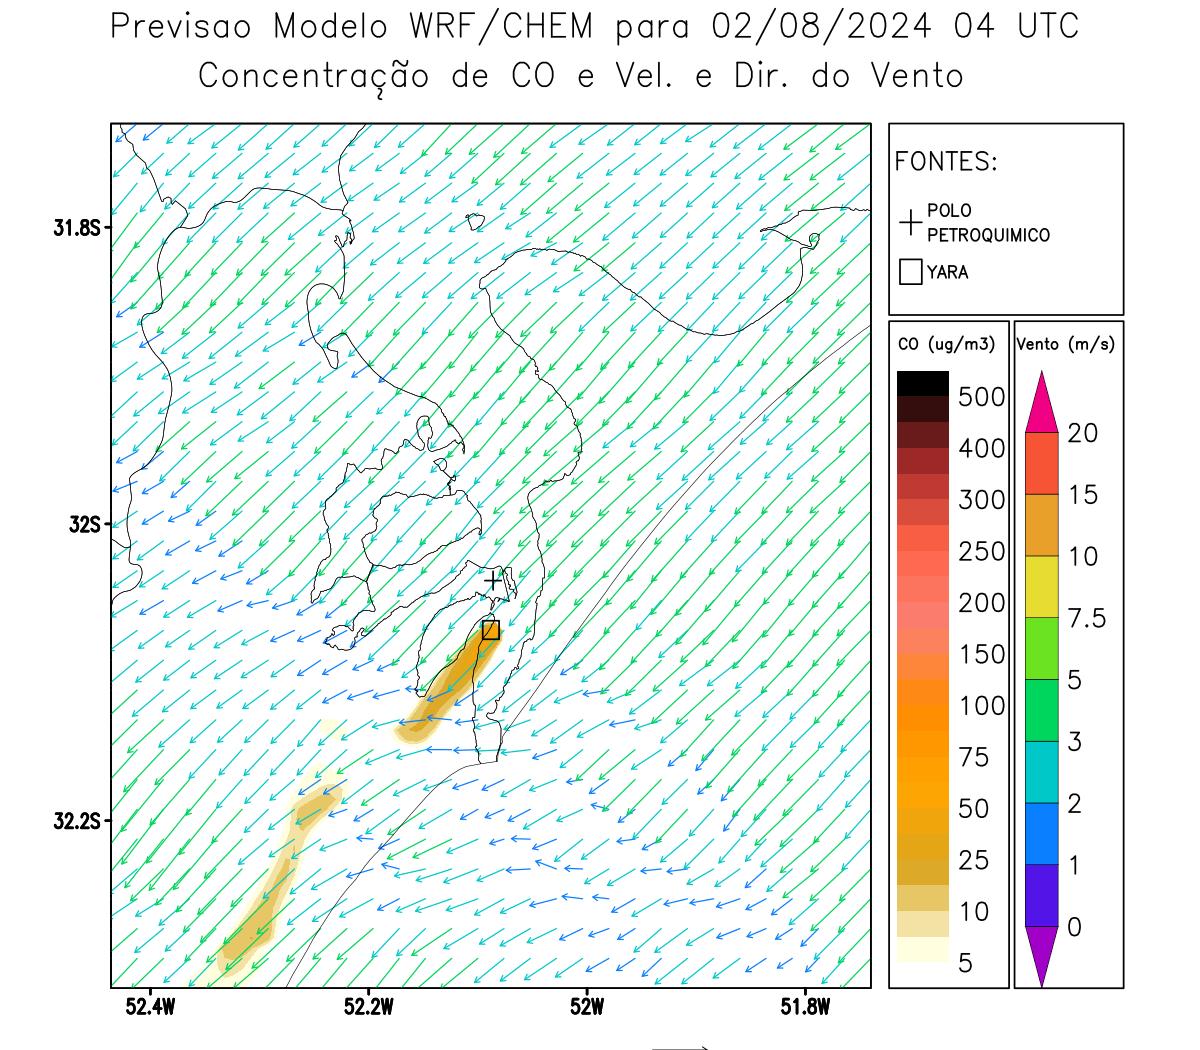 Previsao Modelo WRF/CHEM para 02/08/2024 04 UTC
Concentração de CO e Vel. e Dir. do Vento
FONTES:
POLO
PETROQUIMICO
YARA
31.8S
32S
32.2S
52.4W
52.2W
52W
51.8W
CO (ug/m3)
500
400
300
250
200
150
100
75
50
25
10
5
Vento (m/s)
20
15
10
7.5
5
3
2
1
0